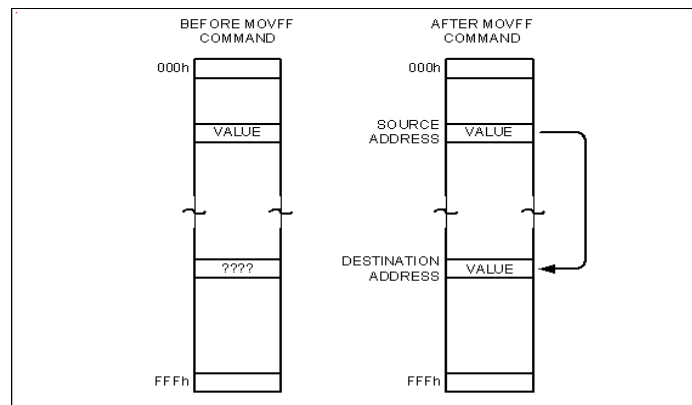 BEFORE MOVFF
COMMAND
AFTER MOVFF
COMMAND
000h
000h
VALUE
SOURCE
ADDRESS
VALUE
????
DESTINATION
ADDRESS
VALUE
FFFh
FFFh